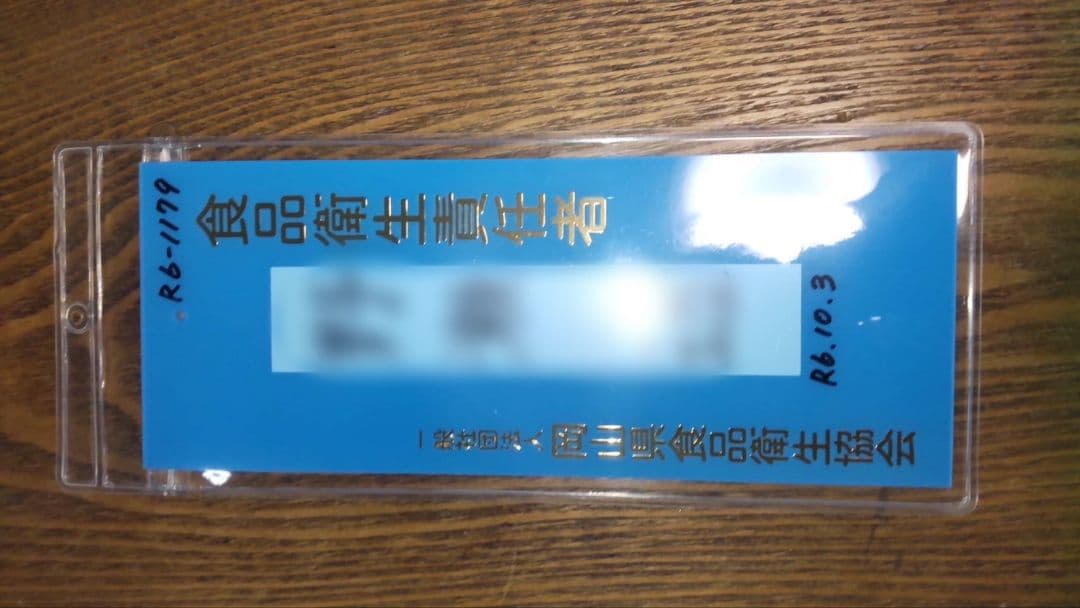 R6-1179
食品衛生責任者
R6.10.3
一般社団法人 岡山県食品衛生協会